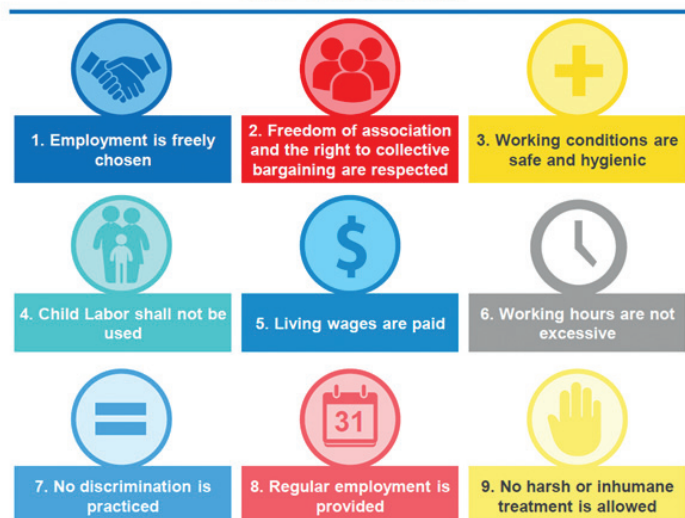 1. Employment is freely
chosen
2. Freedom of association
and the right to collective
bargaining are respected
3. Working conditions are
safe and hygienic
4. Child Labor shall not be
used
$
5. Living wages are paid
6. Working hours are not
excessive
7. No discrimination is
practiced
31
8. Regular employment is
provided
9. No harsh or inhumane
treatment is allowed